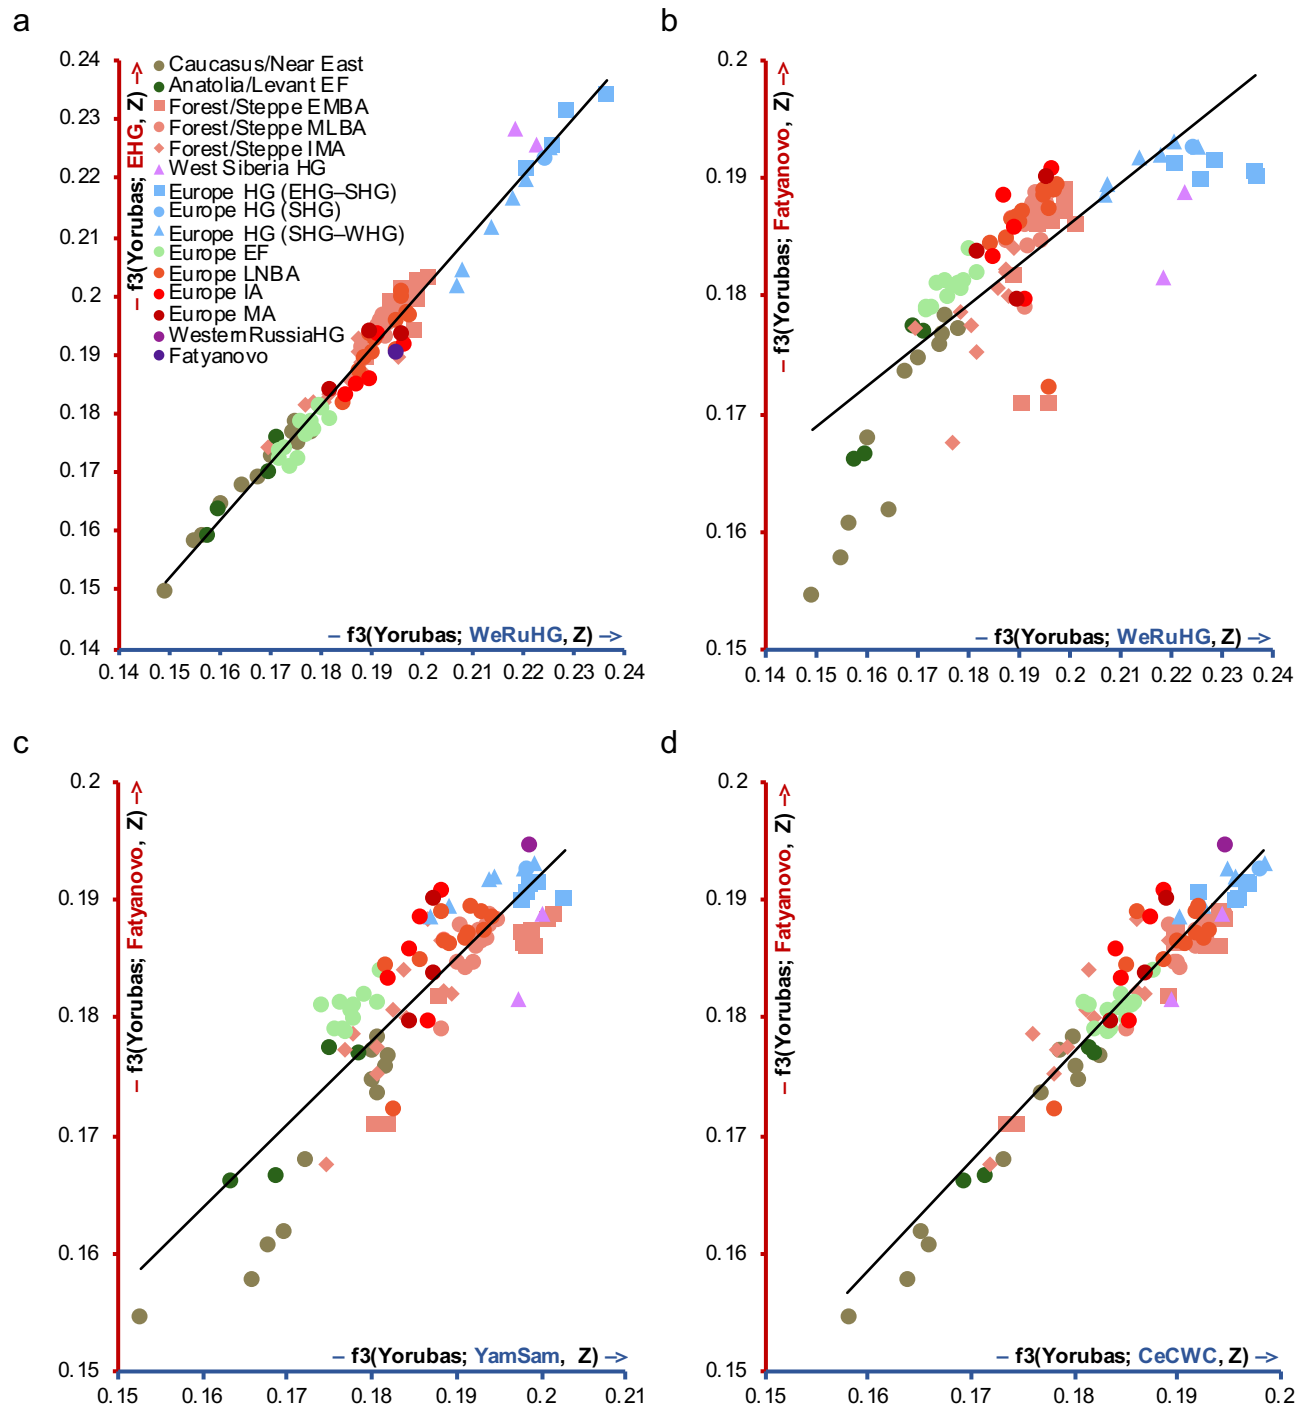 a
0.24
0.23
0.22
0.21
0.2
0.19
0.18
0.17
0.16
0.15
0.14
– f3(Yorubas; EHG, Z) –>
Caucasus/Near East
Anatolia/Levant EF
Forest/Steppe EMBA
Forest/Steppe MLBA
Forest/Steppe IMA
West Siberia HG
Europe HG (EHG–SHG)
Europe HG (SHG)
Europe HG (SHG–WHG)
Europe EF
Europe LNBA
Europe IA
Europe MA
WesternRussiaHG
Fatyanovo
– f3(Yorubas; WeRuHG, Z) –>
0.14 0.15 0.16 0.17 0.18 0.19 0.2 0.21 0.22 0.23 0.24
b
0.2
0.19
0.18
0.17
0.16
0.15
– f3(Yorubas; Fatyanovo, Z) –>
– f3(Yorubas; WeRuHG, Z) –>
0.14 0.15 0.16 0.17 0.18 0.19 0.2 0.21 0.22 0.23 0.24
c
0.2
0.19
0.18
0.17
0.16
0.15
– f3(Yorubas; Fatyanovo, Z) –>
– f3(Yorubas; YamSam, Z) –>
0.15 0.16 0.17 0.18 0.19 0.2 0.21
d
0.2
0.19
0.18
0.17
0.16
0.15
– f3(Yorubas; Fatyanovo, Z) –>
– f3(Yorubas; CeCWC, Z) –>
0.15 0.16 0.17 0.18 0.19 0.2